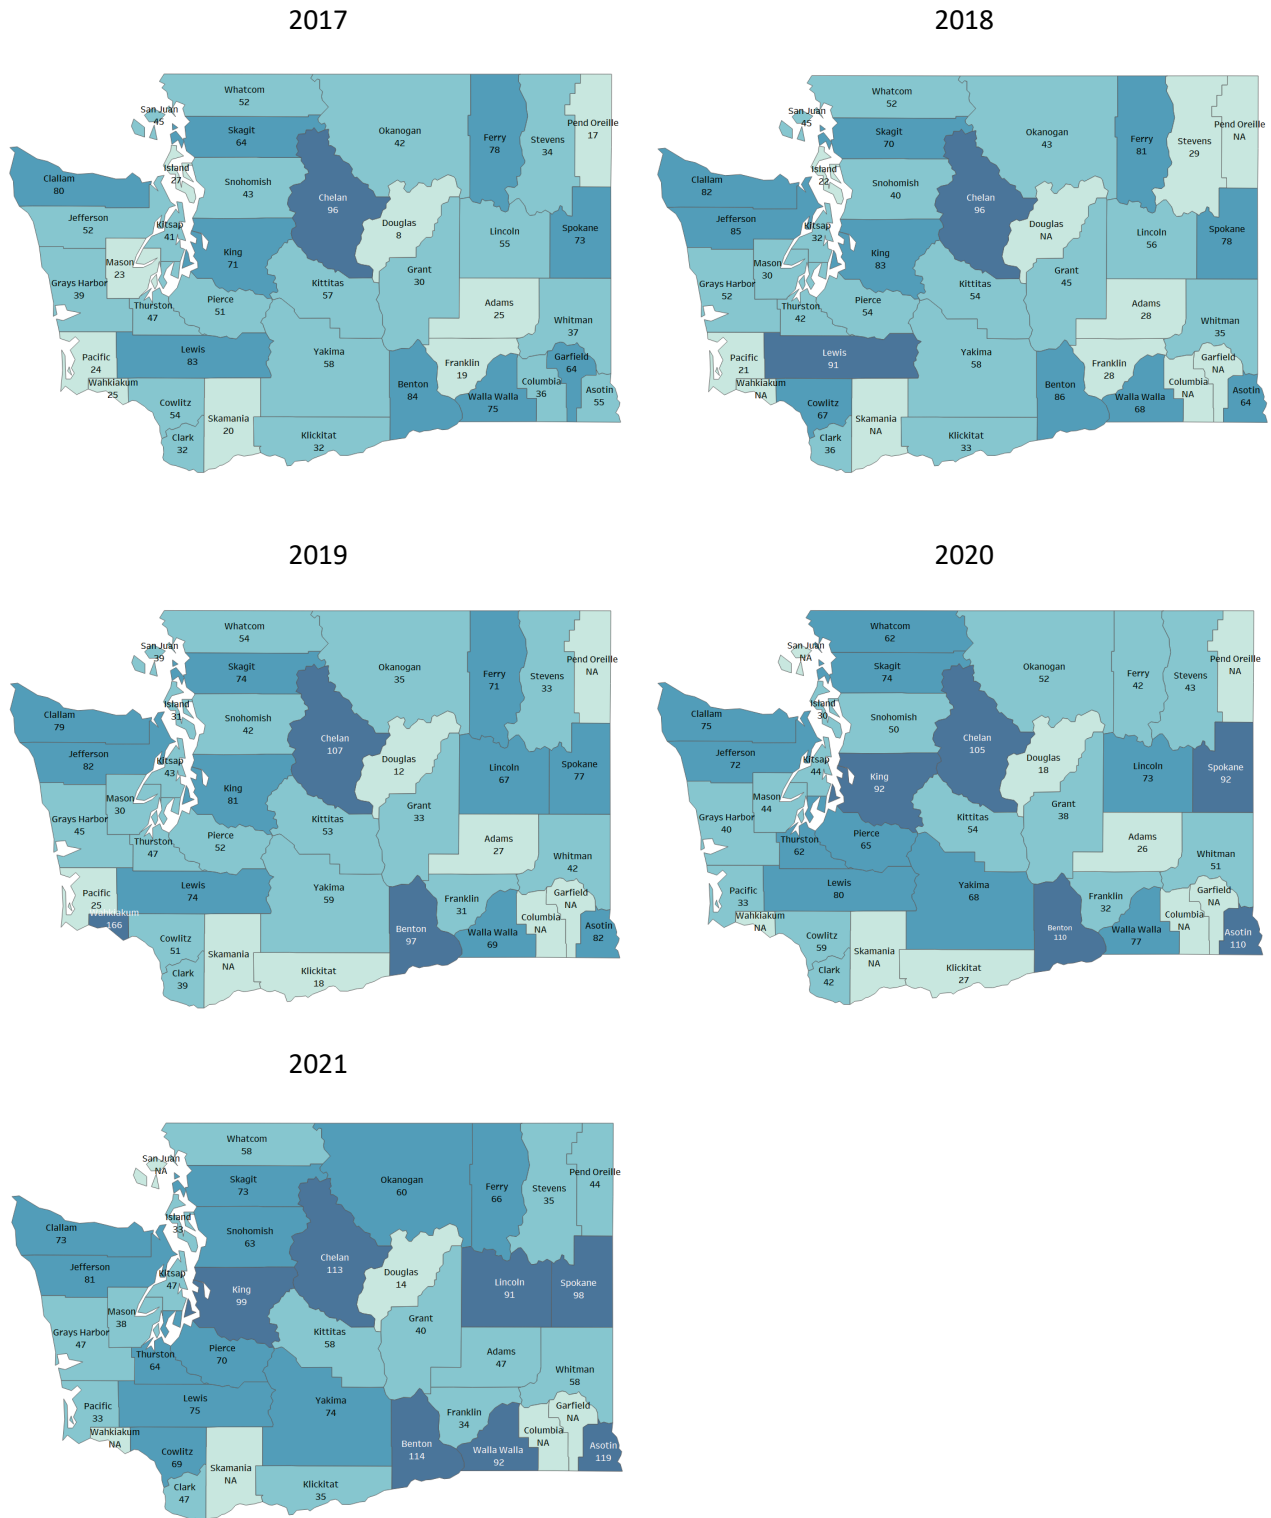 2017
Whatcom
52
San Juan
45
Skagit
64
Okanogan
42
Ferry
78
Stevens
34
Pend Oreille
17
Island
27
Clallam
80
Snohomish
43
Chelan
96
Jefferson
52
Kitsap
41
Douglas
8
Lincoln
55
Spokane
73
King
71
Mason
23
Grant
30
Grays Harbor
39
Kittitas
57
Thurston
47
Pierce
51
Adams
25
Whitman
37
Pacific
24
Lewis
83
Yakima
58
Franklin
19
Garfield
64
Wahkiakum
25
Benton
84
Walla Walla
75
Columbia
36
Asotin
55
Cowlitz
54
Skamania
20
Clark
32
Klickitat
32
2018
Whatcom
52
San Juan
45
Skagit
70
Okanogan
43
Ferry
81
Stevens
29
Pend Oreille
NA
Island
22
Clallam
82
Snohomish
40
Chelan
96
Jefferson
85
Kitsap
32
Douglas
NA
Lincoln
56
Spokane
78
King
83
Mason
30
Grant
45
Grays Harbor
52
Kittitas
54
Thurston
42
Pierce
54
Adams
28
Whitman
35
Pacific
21
Lewis
91
Yakima
58
Franklin
28
Garfield
NA
Wahkiakum
NA
Benton
86
Walla Walla
68
Columbia
NA
Asotin
64
Cowlitz
67
Skamania
NA
Clark
36
Klickitat
33
2019
Whatcom
54
San Juan
39
Skagit
74
Okanogan
35
Ferry
71
Stevens
33
Pend Oreille
NA
Island
31
Clallam
79
Snohomish
42
Chelan
107
Jefferson
82
Kitsap
43
Douglas
12
Lincoln
67
Spokane
77
King
81
Mason
30
Grant
33
Grays Harbor
45
Kittitas
53
Thurston
47
Pierce
52
Adams
27
Whitman
42
Pacific
25
Lewis
74
Yakima
59
Franklin
31
Garfield
NA
Wahkiakum
166
Benton
97
Walla Walla
69
Columbia
NA
Asotin
82
Cowlitz
51
Skamania
NA
Clark
39
Klickitat
18
2020
Whatcom
62
San Juan
NA
Skagit
74
Okanogan
52
Ferry
42
Stevens
43
Pend Oreille
NA
Island
30
Clallam
75
Snohomish
50
Chelan
105
Jefferson
72
Kitsap
44
Douglas
18
Lincoln
73
Spokane
92
King
92
Mason
44
Grant
38
Grays Harbor
40
Kittitas
54
Thurston
62
Pierce
65
Adams
26
Whitman
51
Pacific
33
Lewis
80
Yakima
68
Franklin
32
Garfield
NA
Wahkiakum
NA
Benton
110
Walla Walla
77
Columbia
NA
Asotin
110
Cowlitz
59
Skamania
NA
Clark
42
Klickitat
27
2021
Whatcom
58
San Juan
NA
Skagit
73
Okanogan
60
Ferry
66
Stevens
35
Pend Oreille
44
Island
33
Clallam
73
Snohomish
63
Chelan
113
Jefferson
81
Kitsap
47
Douglas
14
Lincoln
91
Spokane
98
King
99
Mason
38
Grant
40
Grays Harbor
47
Kittitas
58
Thurston
64
Pierce
70
Adams
47
Whitman
58
Pacific
33
Lewis
75
Yakima
74
Franklin
34
Garfield
NA
Wahkiakum
NA
Benton
114
Walla Walla
92
Columbia
NA
Asotin
119
Cowlitz
69
Skamania
NA
Clark
47
Klickitat
35